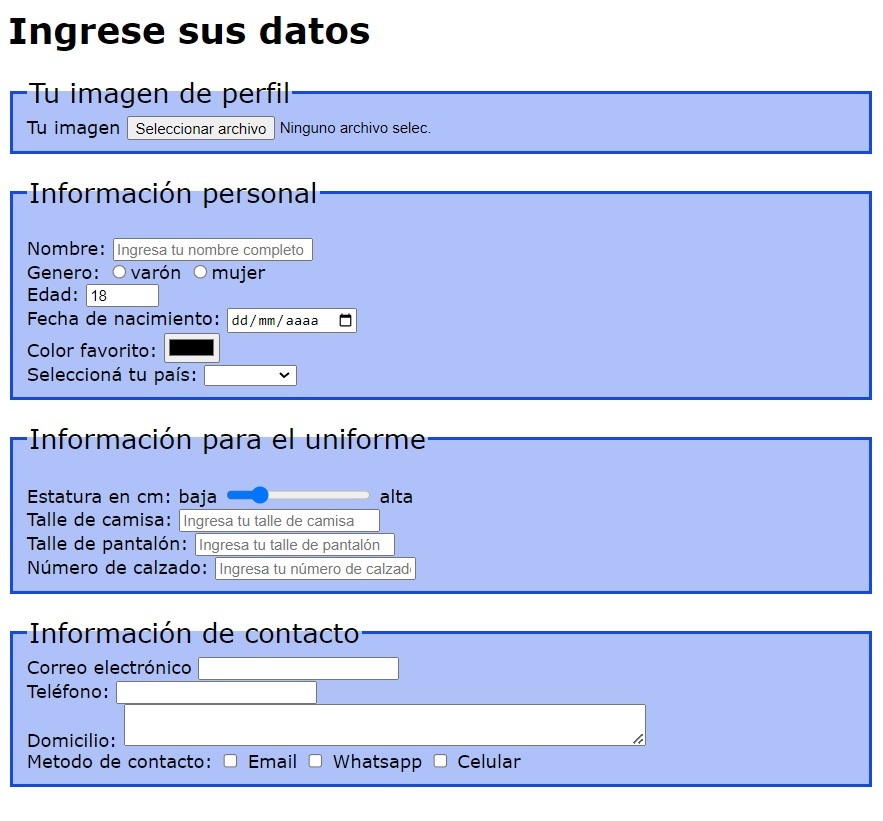 Ingrese sus datos
Tu imagen de perfil
Tu imagen Seleccionar archivo Ninguno archivo selec.
Información personal
Nombre: Ingresa tu nombre completo
Genero: varón mujer
Edad: 18
Fecha de nacimiento: dd/mm/aaaa
Color favorito:
Seleccioná tu país:
Información para el uniforme
Estatura en cm: baja alta
Talle de camisa: Ingresa tu talle de camisa
Talle de pantalón: Ingresa tu talle de pantalón
Número de calzado: Ingresa tu número de calzad
Información de contacto
Correo electrónico
Teléfono:
Domicilio:
Metodo de contacto: Email Whatsapp Celular